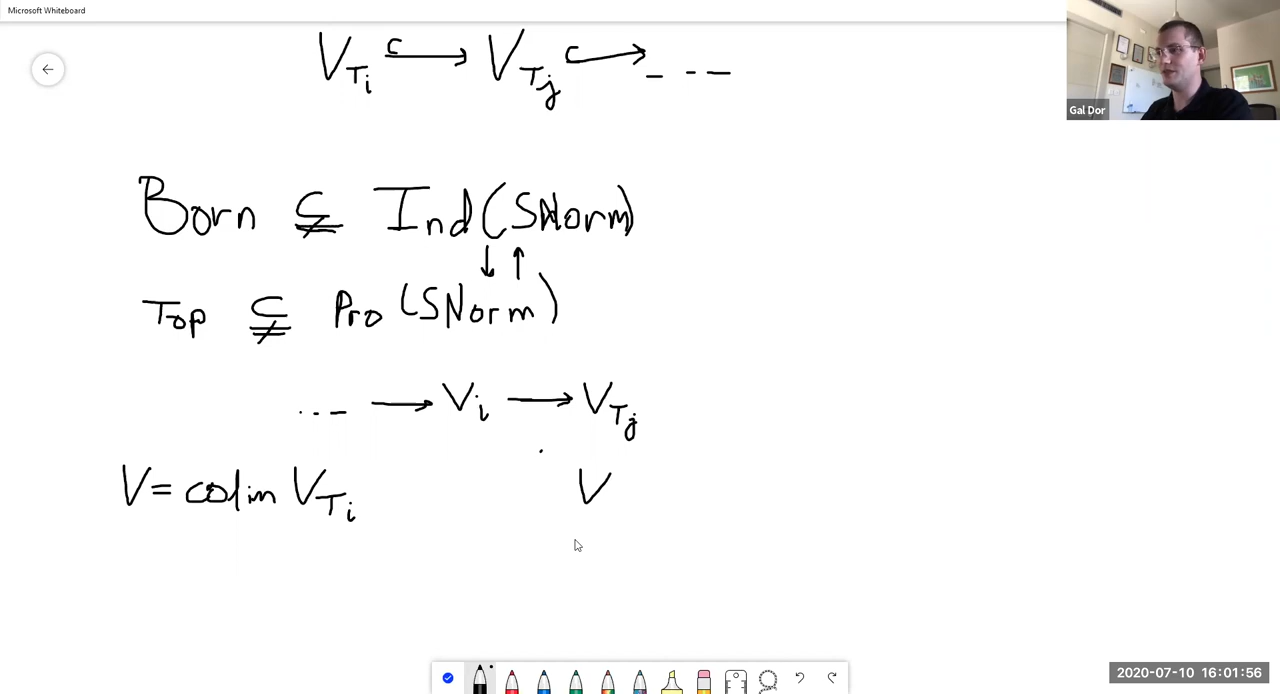 Microsoft Whiteboard
V_{T_i} ↪ V_{T_j} ↪ - - -
Gal Dor
Born ⊊ Ind(SNorm)
↓ ↑
Top ⊊ Pro(SNorm)
... → V_i → V_{T_j}
V = colim V_{T_i} V
2020-07-10 16:01:56